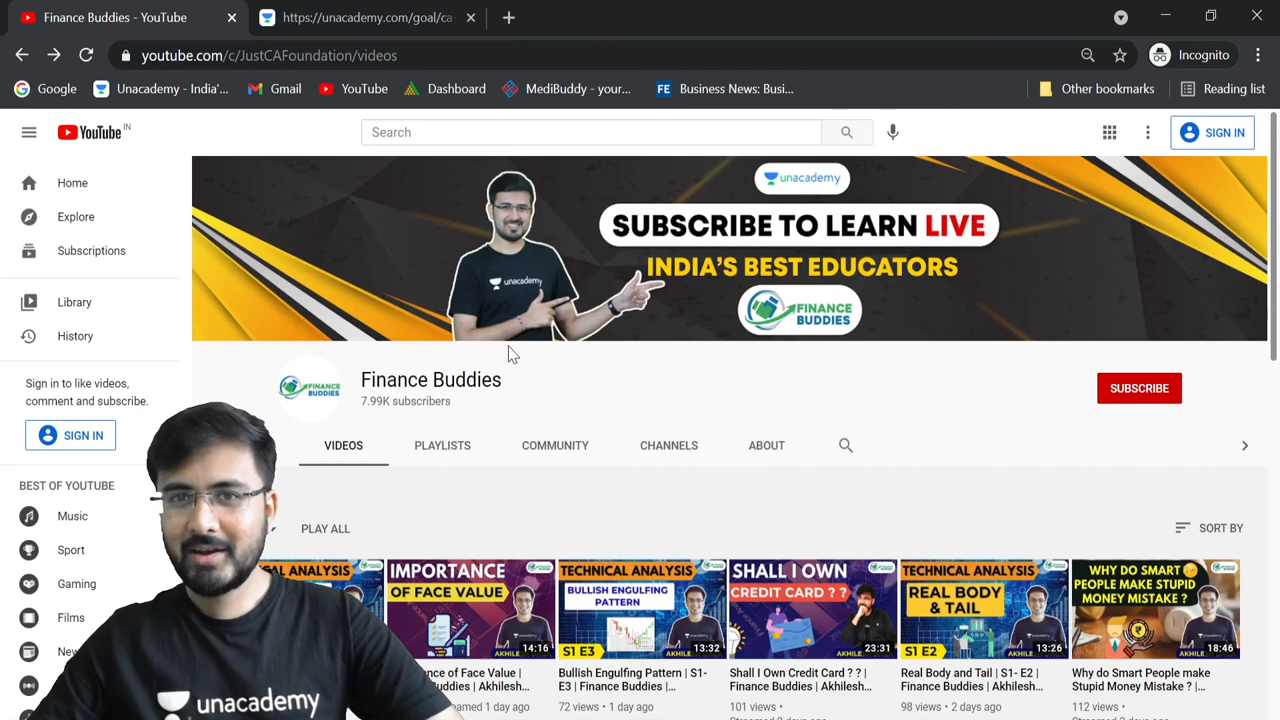 Finance Buddies - YouTube
https://unacademy.com/goal/ca-
youtube.com/c/JustCAFoundation/videos
Incognito
Google
Unacademy - India'...
Gmail
YouTube
Dashboard
MediBuddy - your...
FE Business News: Busi...
Other bookmarks
Reading list
YouTube IN
Search
SIGN IN
Home
Explore
Subscriptions
Library
History
Sign in to like videos,
comment and subscribe.
SIGN IN
BEST OF YOUTUBE
Music
Sport
Gaming
Films
unacademy
SUBSCRIBE TO LEARN LIVE
INDIA'S BEST EDUCATORS
FINANCE
BUDDIES
unacademy
FINANCE
BUDDIES
Finance Buddies
7.99K subscribers
SUBSCRIBE
VIDEOS
PLAYLISTS
COMMUNITY
CHANNELS
ABOUT
PLAY ALL
SORT BY
ANALYSIS
IMPORTANCE
OF FACE VALUE
14:16
of Face Value |
Akhilesh...
1 day ago
TECHNICAL ANALYSIS
BULLISH ENGULFING
PATTERN
S1 E3
13:32
Bullish Engulfing Pattern | S1-
E3 | Finance Buddies |...
72 views • 1 day ago
SHALL I OWN
CREDIT CARD ? ?
23:31
Shall I Own Credit Card ? ? |
Finance Buddies | Akhilesh...
101 views •
TECHNICAL ANALYSIS
REAL BODY
& TAIL
S1 E2
13:26
Real Body and Tail | S1- E2 |
Finance Buddies | Akhilesh...
98 views • 2 days ago
WHY DO SMART
PEOPLE MAKE STUPID
MONEY MISTAKE ?
18:46
Why do Smart People make
Stupid Money Mistake ? |...
112 views •
unacademy